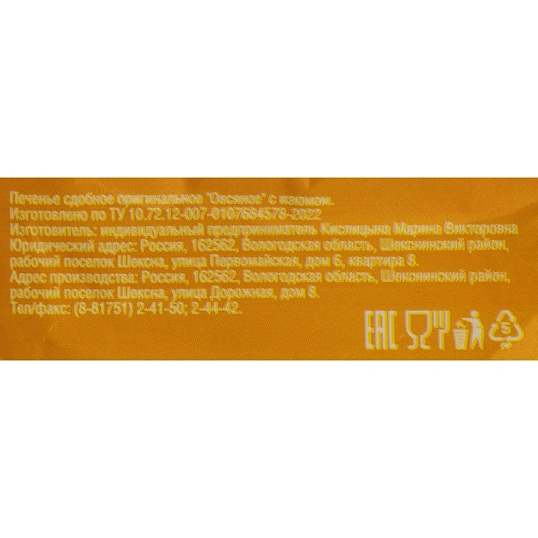 Печенье сдобное оригинальное "Овсяное" с изюмом.
Изготовлено по ТУ 10.72.12-007-0107684578-2022
Изготовитель: индивидуальный предприниматель Кислицына Марина Викторовна
Юридический адрес: Россия, 162562, Вологодская область, Шекснинский район,
рабочий поселок Шексна, улица Первомайская, дом 6, квартира 8.
Адрес производства: Россия, 162562, Вологодская область, Шекснинский район,
рабочий поселок Шексна, улица Дорожная, дом 8.
Тел/факс: (8-81751) 2-41-50; 2-44-42.
EAC 5